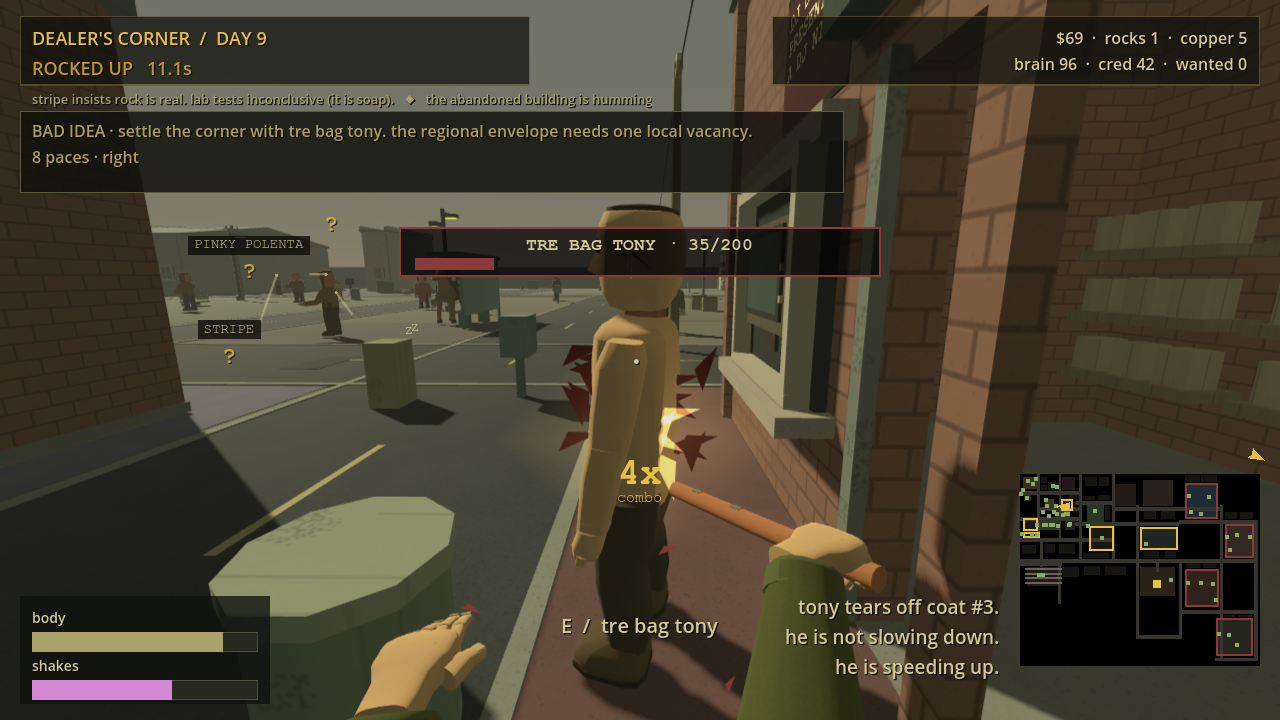 DEALER'S CORNER / DAY 9
ROCKED UP 11.1s
$69 · rocks 1 · copper 5
brain 96 · cred 42 · wanted 0
stripe insists rock is real. lab tests inconclusive (it is soap). ◆ the abandoned building is humming
BAD IDEA · settle the corner with tre bag tony. the regional envelope needs one local vacancy.
8 paces · right
?
PINKY POLENTA
?
TRE BAG TONY · 35/200
STRIPE
?
zZ
4x
combo
E / tre bag tony
tony tears off coat #3.
he is not slowing down.
he is speeding up.
body
shakes